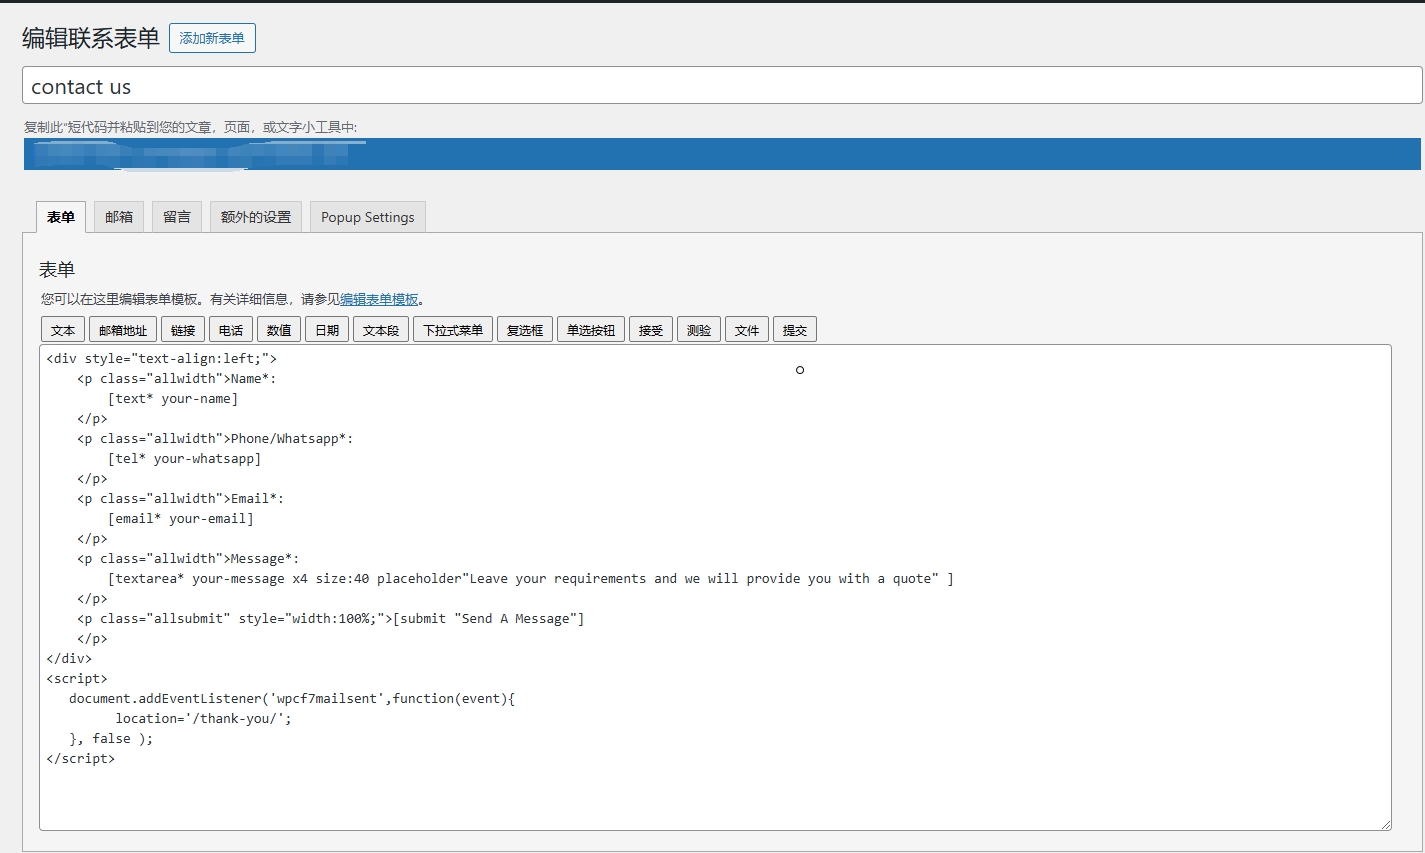 编辑联系表单 添加新表单
contact us
复制此"短代码并粘贴到您的文章，页面，或文字小工具中:
表单 邮箱 留言 额外的设置 Popup Settings
表单
您可以在这里编辑表单模板。有关详细信息，请参见编辑表单模板。
文本 邮箱地址 链接 电话 数值 日期 文本段 下拉式菜单 复选框 单选按钮 接受 测验 文件 提交
<div style="text-align:left;">
    <p class="allwidth">Name*:
        [text* your-name]
    </p>
    <p class="allwidth">Phone/Whatsapp*:
        [tel* your-whatsapp]
    </p>
    <p class="allwidth">Email*:
        [email* your-email]
    </p>
    <p class="allwidth">Message*:
        [textarea* your-message x4 size:40 placeholder"Leave your requirements and we will provide you with a quote" ]
    </p>
    <p class="allsubmit" style="width:100%;">[submit "Send A Message"]
    </p>
</div>
<script>
   document.addEventListener('wpcf7mailsent',function(event){
         location='/thank-you/';
   }, false );
</script>